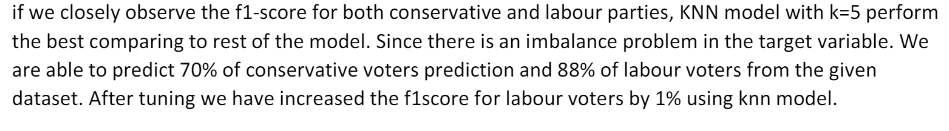 if we closely observe the f1-score for both conservative and labour parties, KNN model with k=5 perform
the best comparing to rest of the model. Since there is an imbalance problem in the target variable. We
are able to predict 70% of conservative voters prediction and 88% of labour voters from the given
dataset. After tuning we have increased the f1score for labour voters by 1% using knn model.